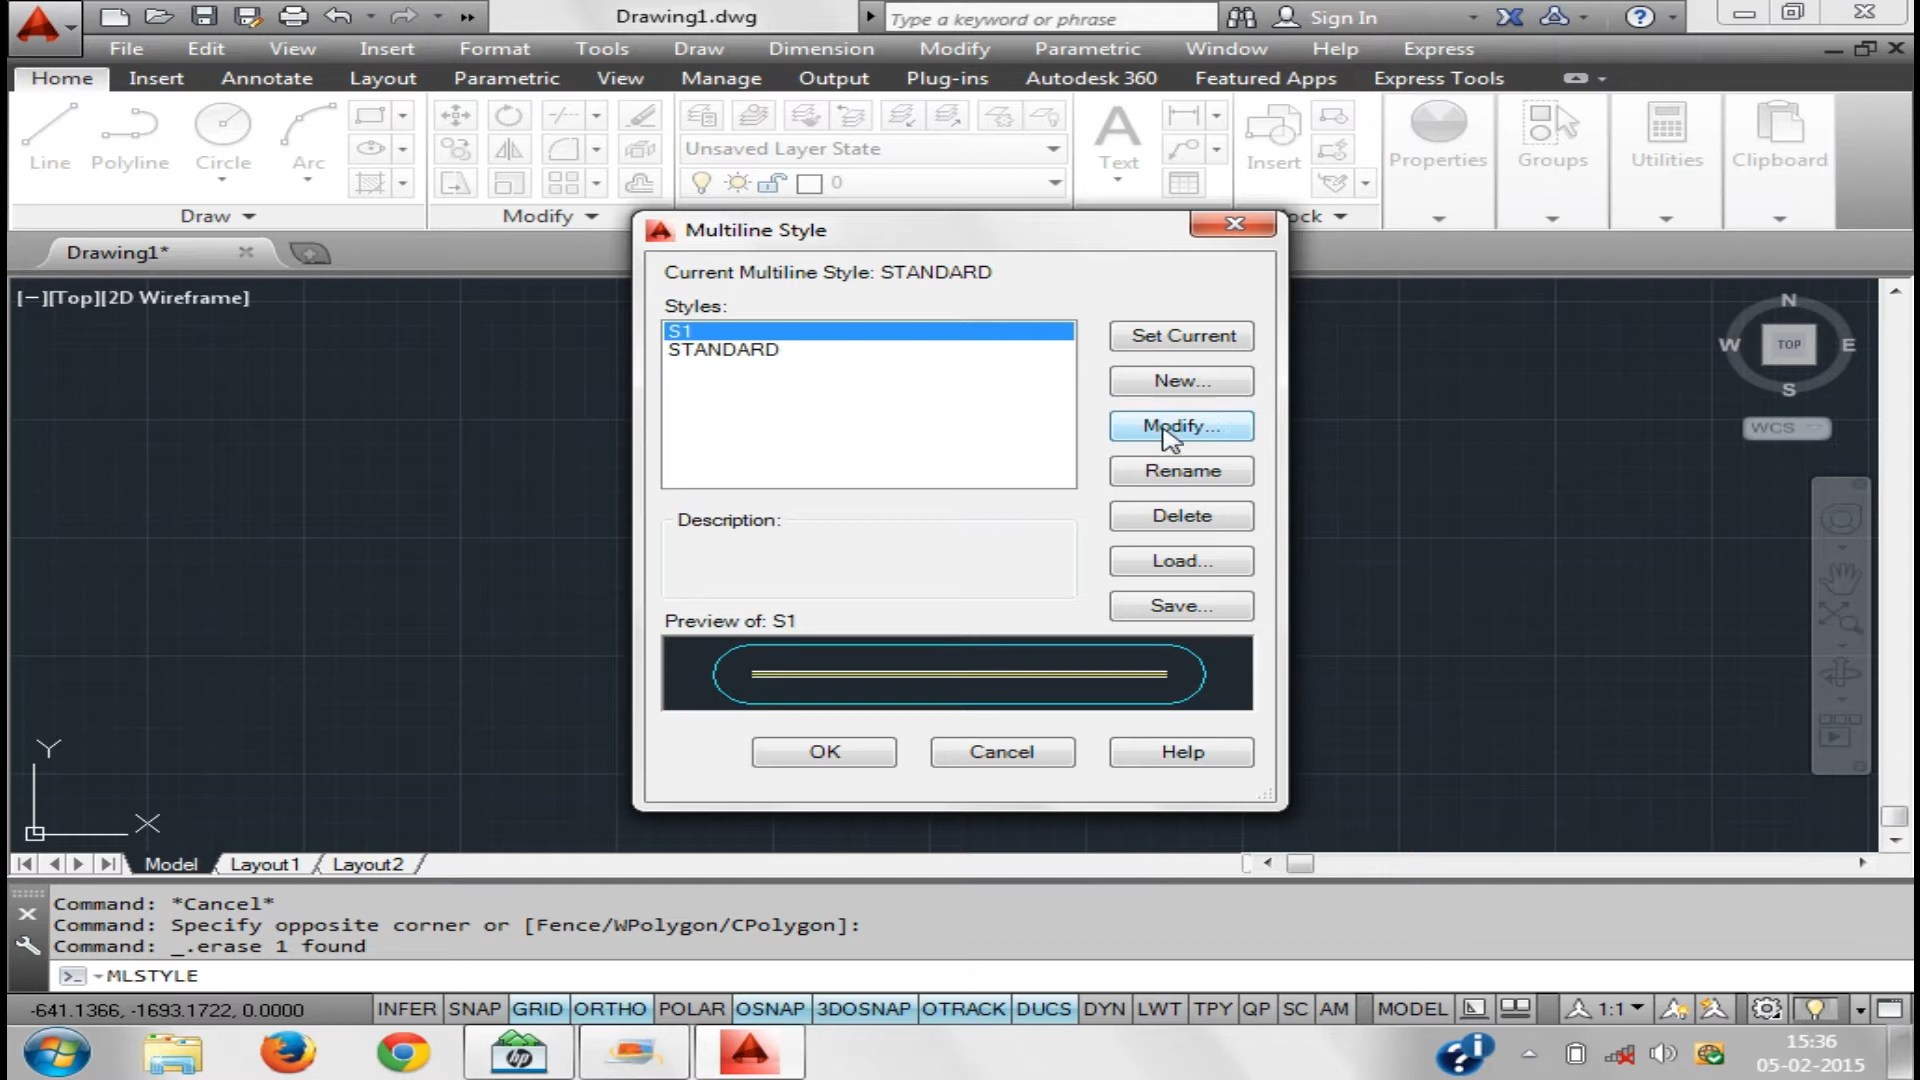 Drawing1.dwg
Type a keyword or phrase
Sign In
File Edit View Insert Format Tools Draw Dimension Modify Parametric Window Help Express
Home Insert Annotate Layout Parametric View Manage Output Plug-ins Autodesk 360 Featured Apps Express Tools
Line Polyline Circle Arc
Unsaved Layer State
0
Text
Insert
Properties
Groups
Utilities
Clipboard
Draw
Modify
ock
Drawing1*
[−][Top][2D Wireframe]
Multiline Style
Current Multiline Style: STANDARD
Styles:
S1
STANDARD
Set Current
New...
Modify...
Rename
Delete
Load...
Save...
Description:
Preview of: S1
OK Cancel Help
N
W TOP E
S
WCS
Y
X
Model Layout1 Layout2
Command: *Cancel*
Command: Specify opposite corner or [Fence/WPolygon/CPolygon]:
Command: _.erase 1 found
MLSTYLE
-641.1366, -1693.1722, 0.0000
INFER SNAP GRID ORTHO POLAR OSNAP 3DOSNAP OTRACK DUCS DYN LWT TPY QP SC AM MODEL 1:1
hp
15:36
05-02-2015